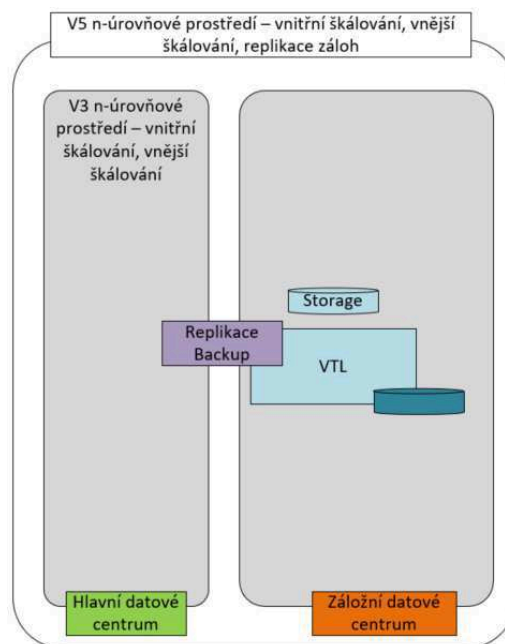 V5 n-úrovňové prostředí – vnitřní škálování, vnější
škálování, replikace záloh
V3 n-úrovňové
prostředí – vnitřní
škálování, vnější
škálování
Storage
Replikace
Backup
VTL
Hlavní datové
centrum
Záložní datové
centrum